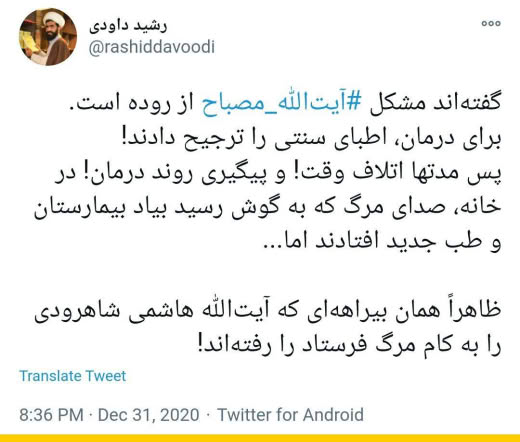 رشید داودی
@rashiddavoodi
گفته‌اند مشکل #آیت‌الله_مصباح از روده است.
برای درمان، اطبای سنتی را ترجیح دادند!
پس مدتها اتلاف وقت! و پیگیری روند درمان! در
خانه، صدای مرگ که به گوش رسید بیاد بیمارستان
و طب جدید افتادند اما...
ظاهراً همان بیراهه‌ای که آیت‌الله هاشمی شاهرودی
را به کام مرگ فرستاد را رفته‌اند!
Translate Tweet
8:36 PM · Dec 31, 2020 · Twitter for Android